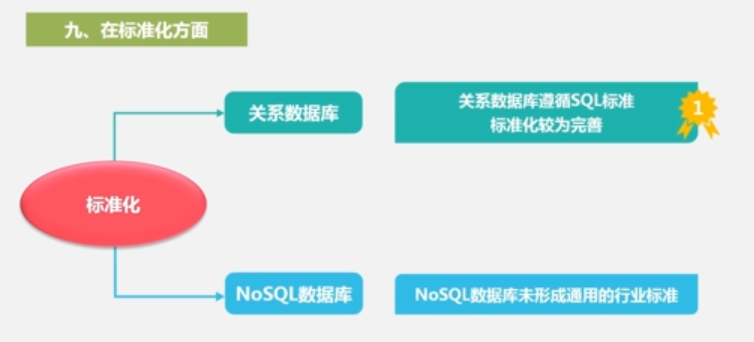 九、在标准化方面
关系数据库
关系数据库遵循SQL标准
标准化较为完善
1
标准化
NoSQL数据库
NoSQL数据库未形成通用的行业标准